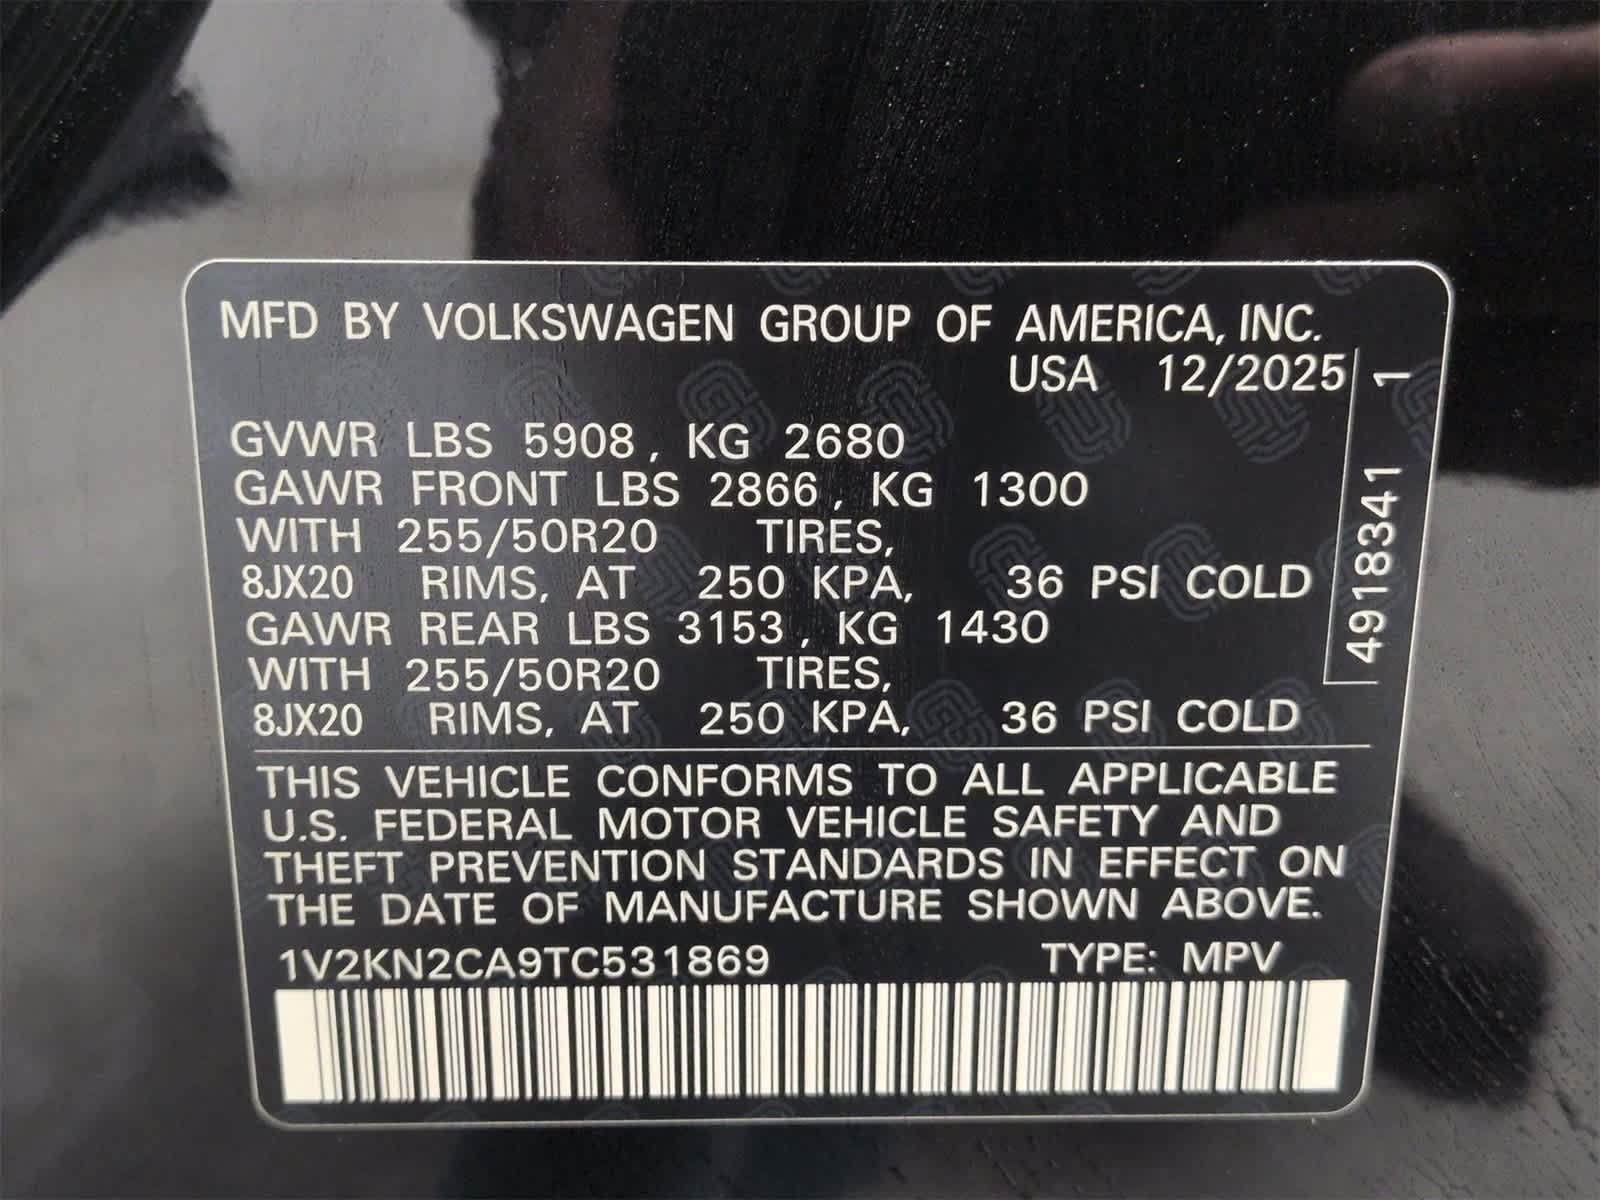 MFD BY VOLKSWAGEN GROUP OF AMERICA, INC.
USA 12/2025
GVWR LBS 5908, KG 2680
GAWR FRONT LBS 2866, KG 1300
WITH 255/50R20 TIRES,
8JX20 RIMS, AT 250 KPA, 36 PSI COLD
GAWR REAR LBS 3153, KG 1430
WITH 255/50R20 TIRES,
8JX20 RIMS, AT 250 KPA, 36 PSI COLD
4918341 1
THIS VEHICLE CONFORMS TO ALL APPLICABLE
U.S. FEDERAL MOTOR VEHICLE SAFETY AND
THEFT PREVENTION STANDARDS IN EFFECT ON
THE DATE OF MANUFACTURE SHOWN ABOVE.
1V2KN2CA9TC531869 TYPE: MPV